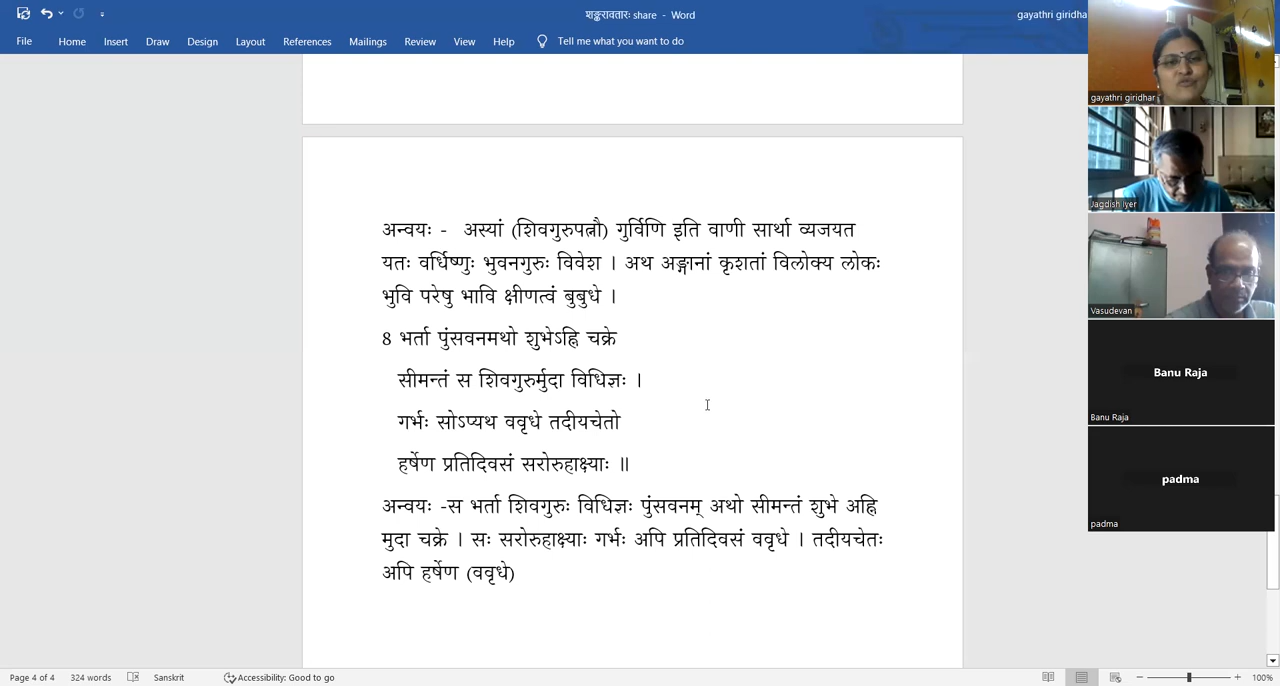 शङ्करावतारः share - Word
gayathri giridha
File Home Insert Draw Design Layout References Mailings Review View Help Tell me what you want to do
अन्वयः - अस्यां (शिवगुरुपत्नौ) गुर्विणि इति वाणी सार्था व्यजयत
यतः वर्धिष्णुः भुवनगुरुः विवेश । अथ अङ्गानां कृशतां विलोक्य लोकः
भुवि परेषु भावि क्षीणत्वं बुबुधे ।
8 भर्ता पुंसवनमथो शुभेऽह्नि चक्रे
सीमन्तं स शिवगुरुर्मुदा विधिज्ञः ।
गर्भः सोऽप्यथ ववृधे तदीयचेतो
हर्षेण प्रतिदिवसं सरोरुहाक्ष्याः ॥
अन्वयः -स भर्ता शिवगुरुः विधिज्ञः पुंसवनम् अथो सीमन्तं शुभे अह्नि
मुदा चक्रे । सः सरोरुहाक्ष्याः गर्भः अपि प्रतिदिवसं ववृधे । तदीयचेतः
अपि हर्षेण (ववृधे)
gayathri giridhar
Jagdish Iyer
Vasudevan
Banu Raja
Banu Raja
padma
padma
Page 4 of 4 324 words Sanskrit Accessibility: Good to go 100%